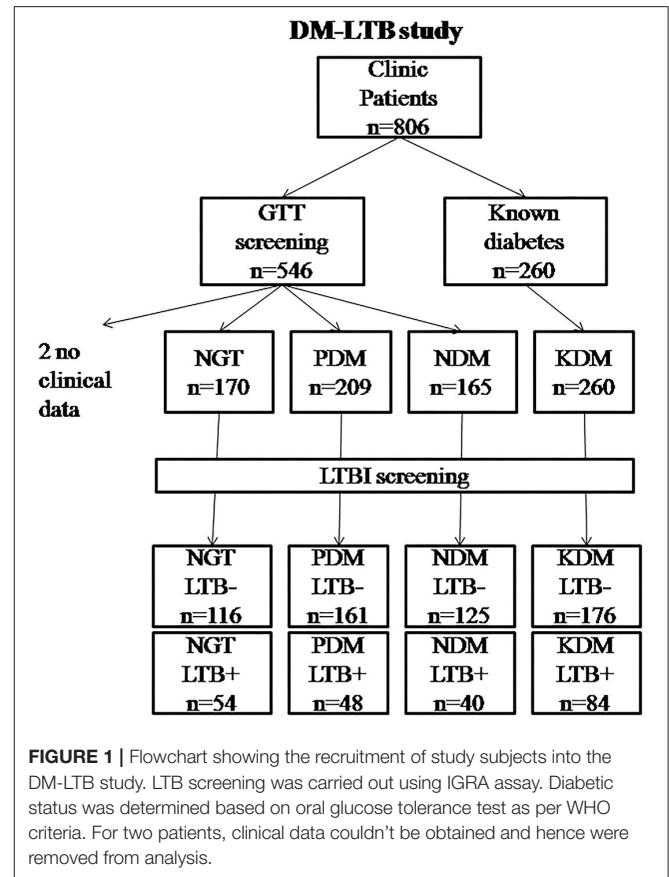 DM-LTB study
Clinic
Patients
n=806
GTT
screening
n=546
Known
diabetes
n=260
2 no
clinical
data
NGT
n=170
PDM
n=209
NDM
n=165
KDM
n=260
LTBI screening
NGT
LTB-
n=116
PDM
LTB-
n=161
NDM
LTB-
n=125
KDM
LTB-
n=176
NGT
LTB+
n=54
PDM
LTB+
n=48
NDM
LTB+
n=40
KDM
LTB+
n=84
FIGURE 1 | Flowchart showing the recruitment of study subjects into the
DM-LTB study. LTB screening was carried out using IGRA assay. Diabetic
status was determined based on oral glucose tolerance test as per WHO
criteria. For two patients, clinical data couldn't be obtained and hence were
removed from analysis.